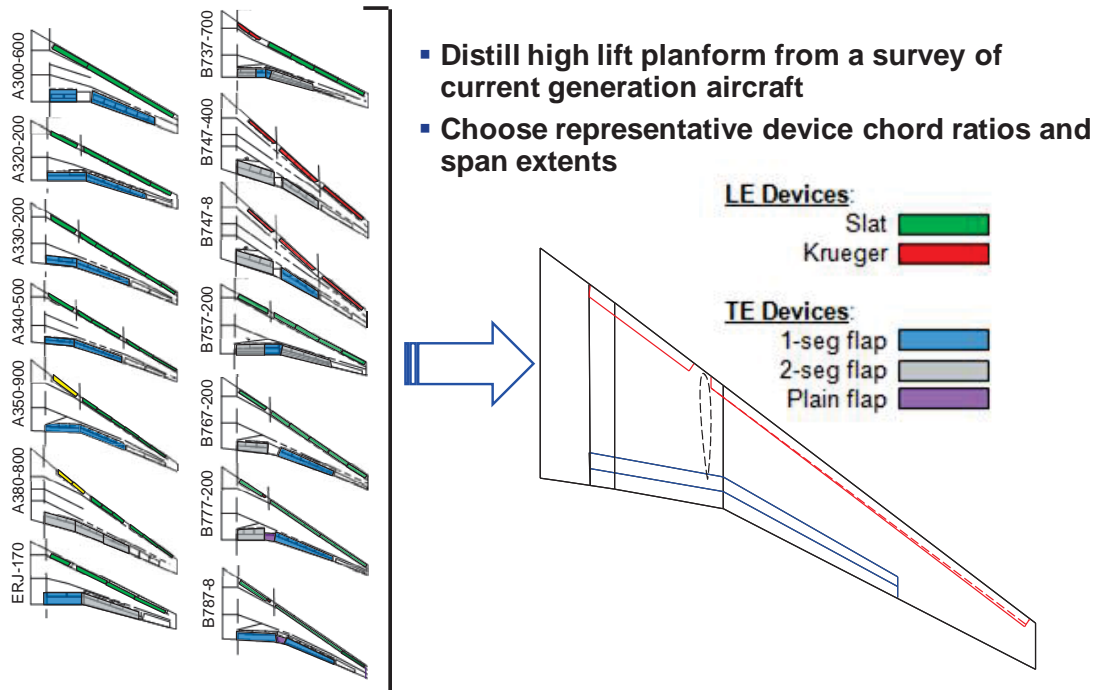 A300-600
A320-200
A330-200
A340-500
A350-900
A380-800
ERJ-170
B737-700
B747-400
B747-8
B757-200
B767-200
B777-200
B787-8
▪ Distill high lift planform from a survey of
current generation aircraft
▪ Choose representative device chord ratios and
span extents
LE Devices:
Slat
Krueger
TE Devices:
1-seg flap
2-seg flap
Plain flap